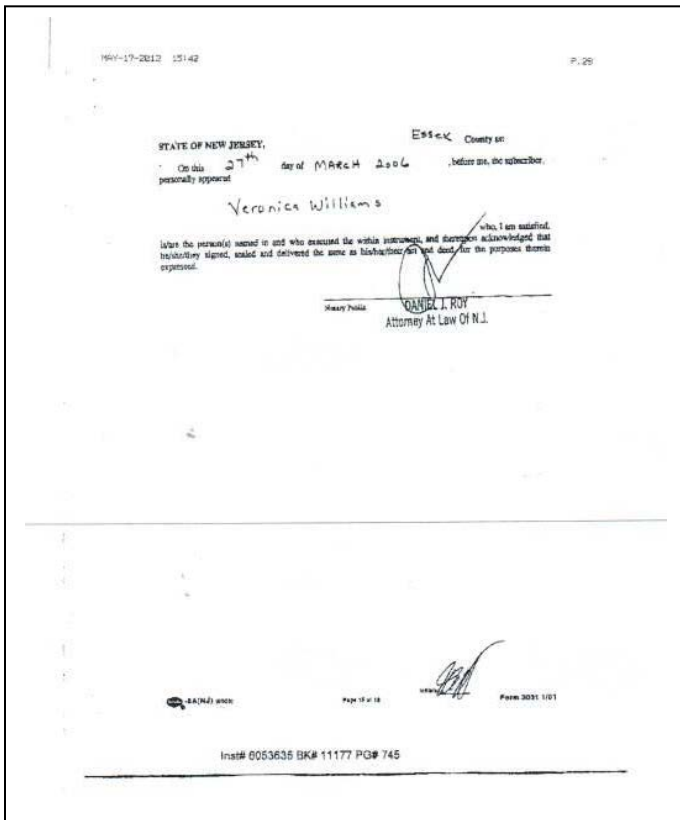 MAY-17-2012 15:42 P.29
STATE OF NEW JERSEY, Essex County ss:
On this 27th day of MARCH 2006 , before me, the subscriber,
personally appeared
Veronica Williams
who, I am satisfied,
is/are the person(s) named in and who executed the within instrument, and thereupon acknowledged that
he/she/they signed, sealed and delivered the same as his/her/their act and deed, for the purposes therein
expressed.
Notary Public DANIEL J. ROY
Attorney At Law Of N.J.
-6A(NJ) Page 15 of 15 Initials: Form 3031 1/01
Inst# 6053635 BK# 11177 PG# 745